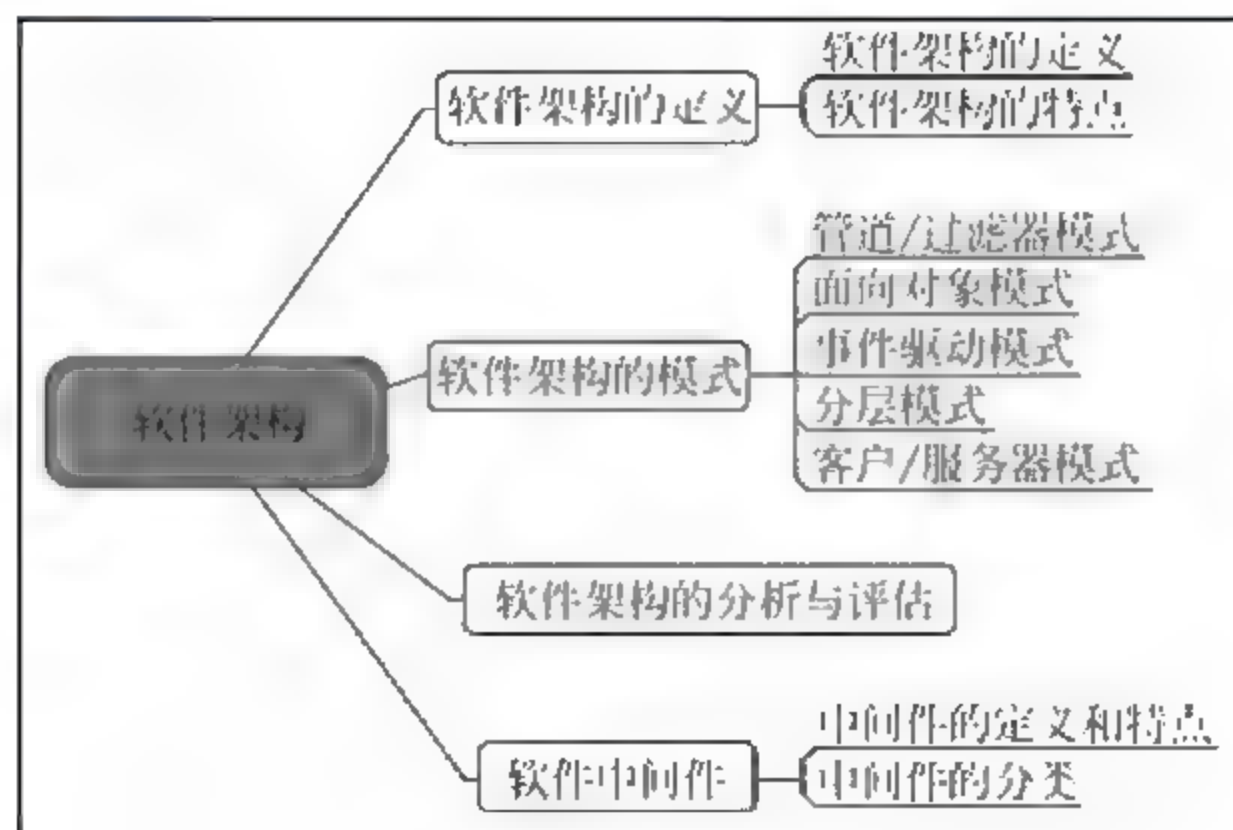 软件架构的定义
软件架构的定义
软件架构的特点
管道/过滤器模式
面向对象模式
事件驱动模式
软件架构的模式
分层模式
软件架构
客户/服务器模式
软件架构的分析与评估
中间件的定义和特点
软件中间件
中间件的分类